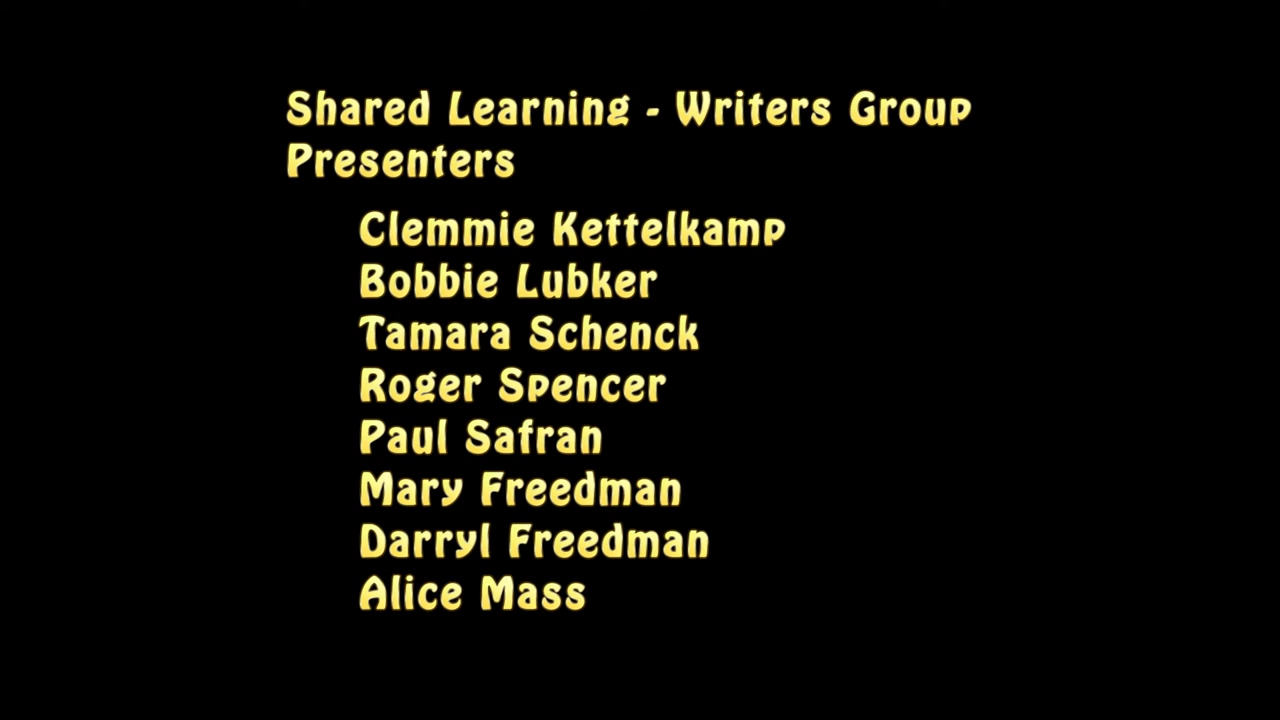 Shared Learning - Writers Group
Presenters
Clemmie Kettelkamp
Bobbie Lubker
Tamara Schenck
Roger Spencer
Paul Safran
Mary Freedman
Darryl Freedman
Alice Mass